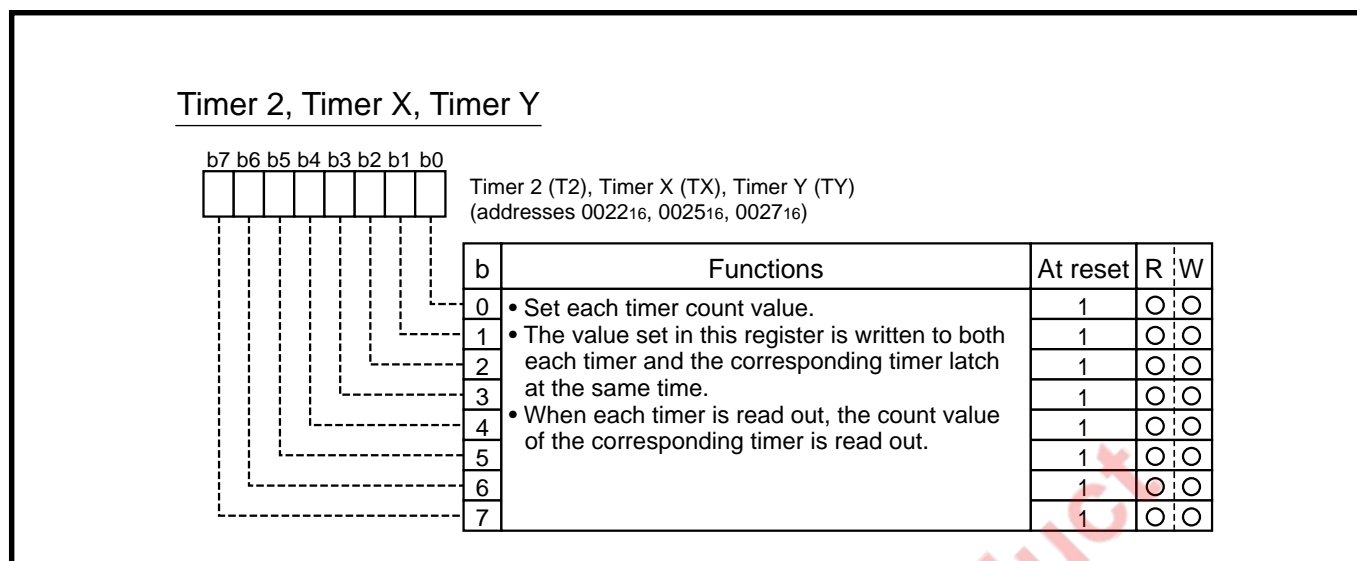 Timer 2, Timer X, Timer Y
b7 b6 b5 b4 b3 b2 b1 b0
Timer 2 (T2), Timer X (TX), Timer Y (TY)
(addresses 002216, 002516, 002716)
b Functions At reset R W
0 • Set each timer count value. 1 O O
1 • The value set in this register is written to both 1 O O
2 each timer and the corresponding timer latch 1 O O
3 at the same time. 1 O O
4 • When each timer is read out, the count value 1 O O
5 of the corresponding timer is read out. 1 O O
6 1 O O
7 1 O O